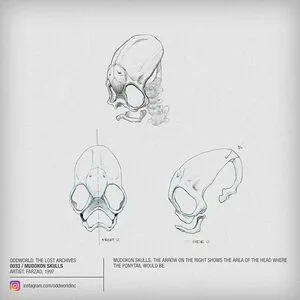 ODDWORLD: THE LOST ARCHIVES
0033 / MUDOKON SKULLS
ARTIST: FARZAD, 1997
MUDOKON SKULLS. THE ARROW ON THE RIGHT SHOWS THE AREA OF THE HEAD WHERE
THE PONYTAIL WOULD BE.
instagram.com/oddworldinc